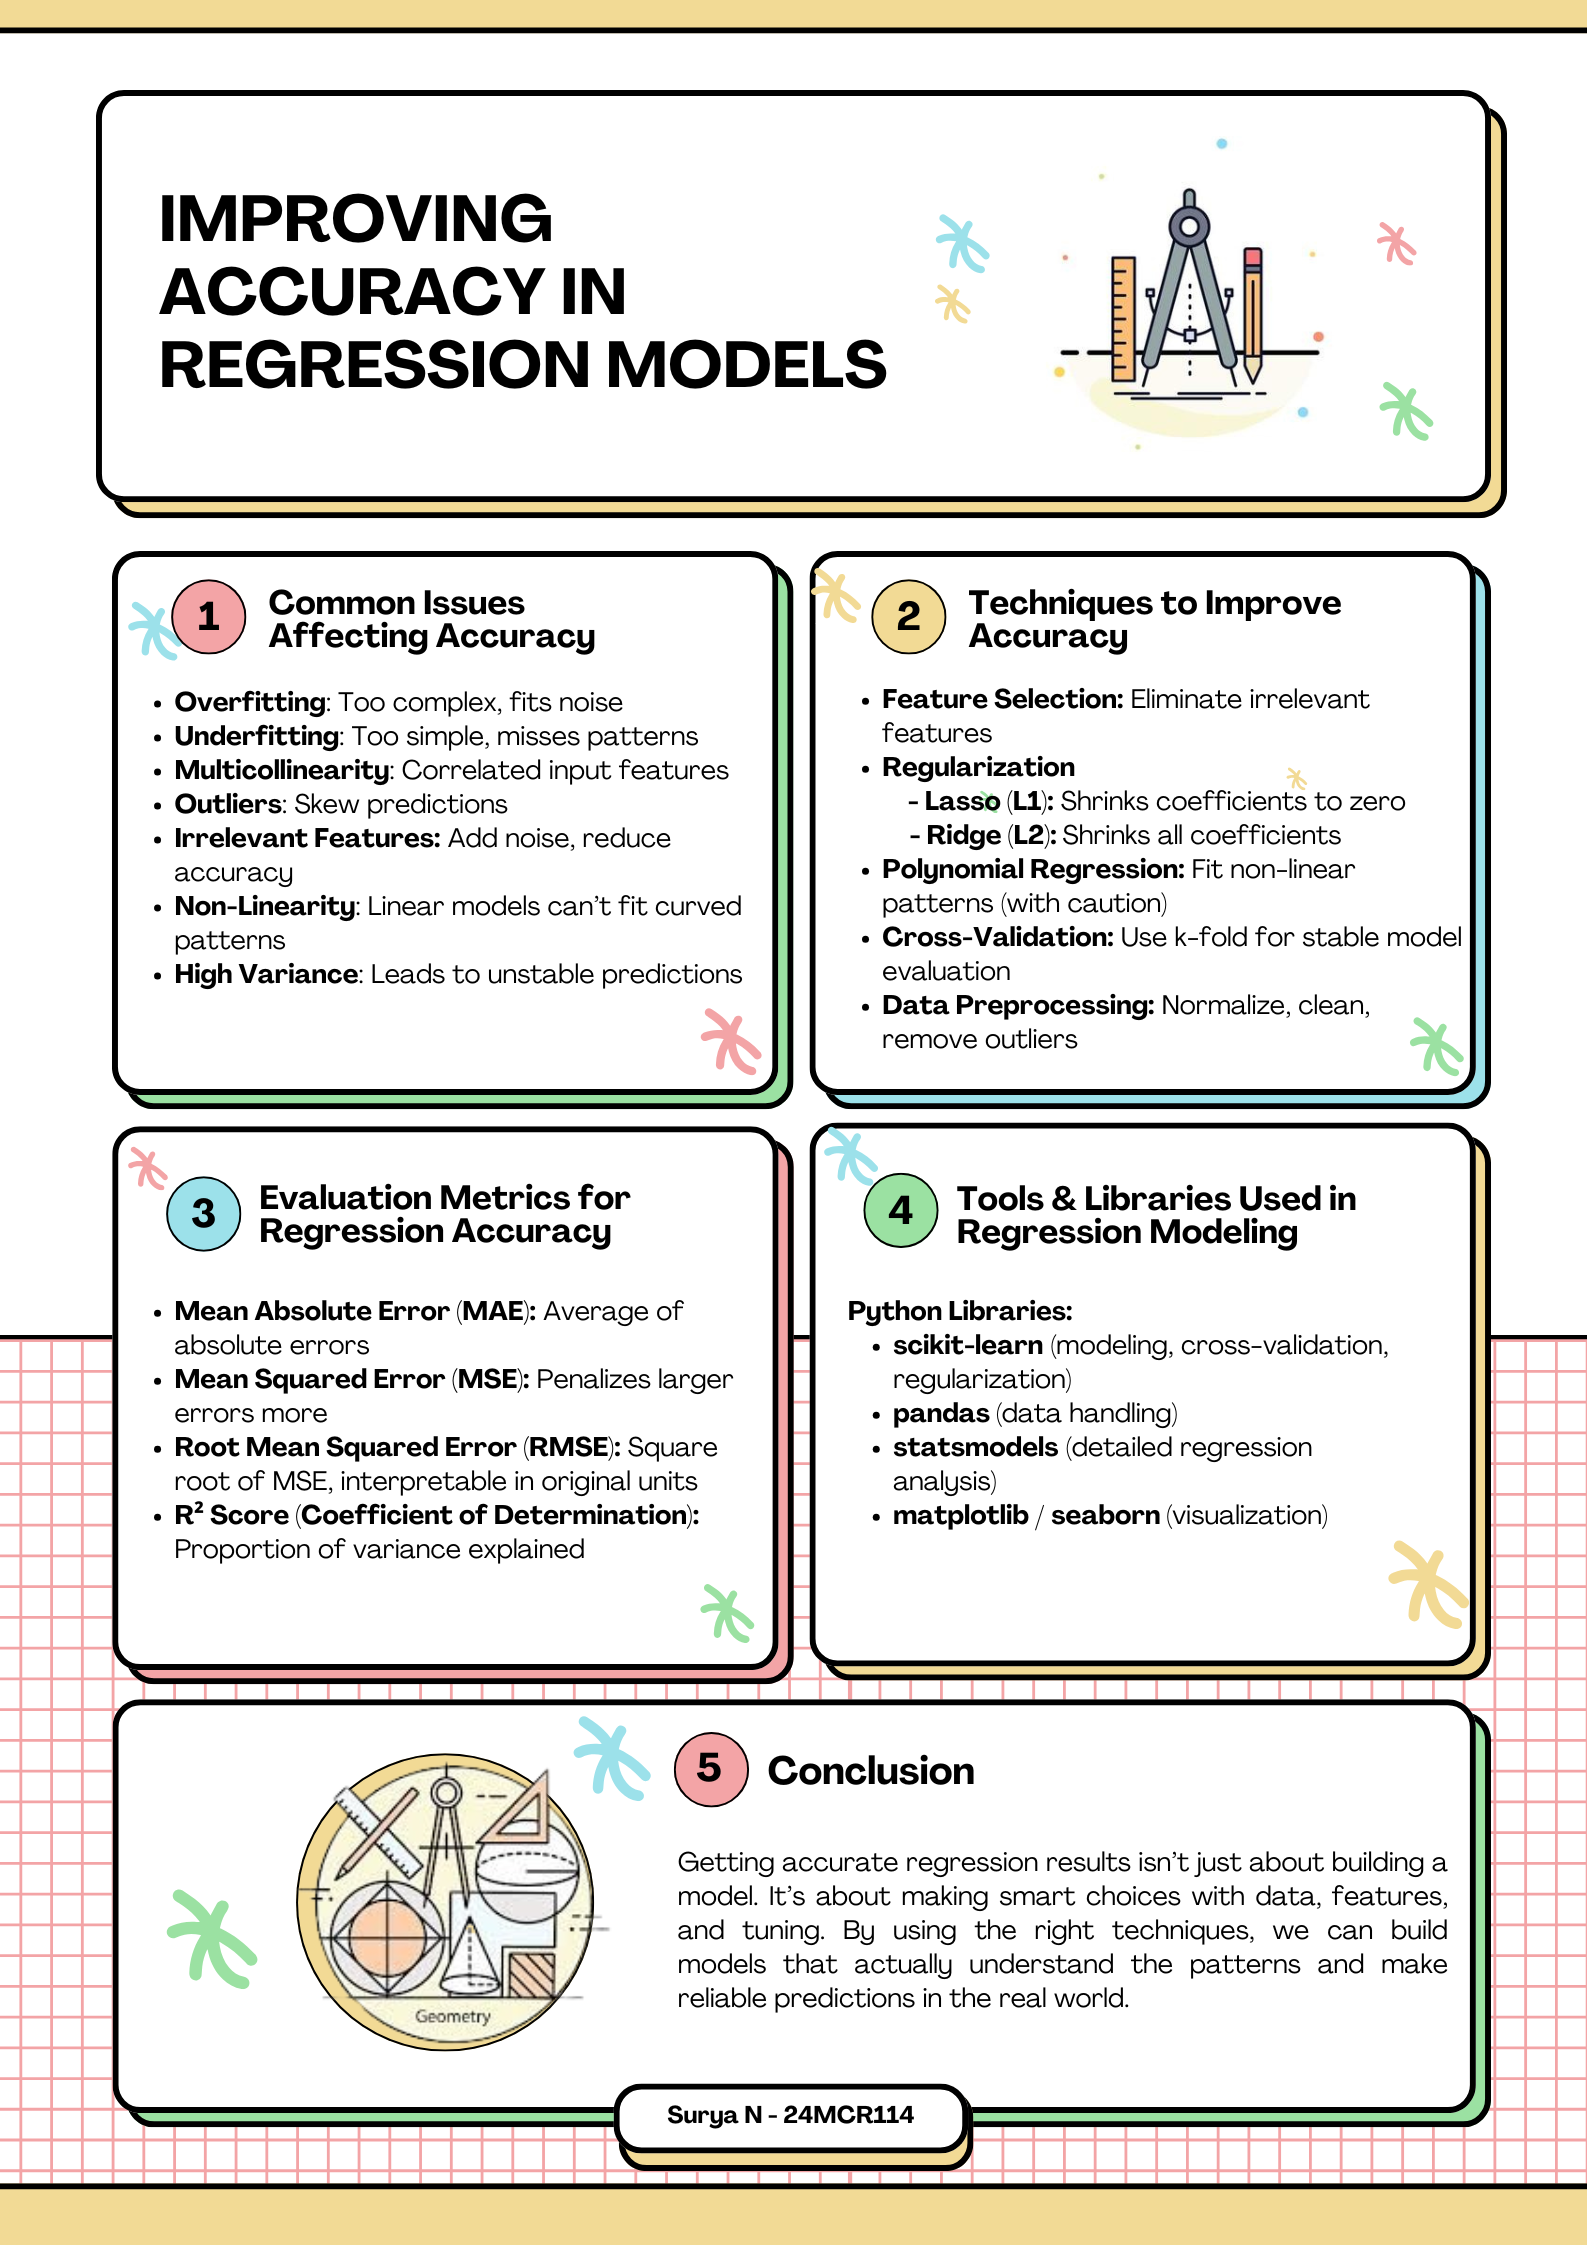 IMPROVING
ACCURACY IN
REGRESSION MODELS
1
Common Issues
Affecting Accuracy
• Overfitting: Too complex, fits noise
• Underfitting: Too simple, misses patterns
• Multicollinearity: Correlated input features
• Outliers: Skew predictions
• Irrelevant Features: Add noise, reduce
accuracy
• Non-Linearity: Linear models can't fit curved
patterns
• High Variance: Leads to unstable predictions
2
Techniques to Improve
Accuracy
• Feature Selection: Eliminate irrelevant
features
• Regularization
- Lasso (L1): Shrinks coefficients to zero
- Ridge (L2): Shrinks all coefficients
• Polynomial Regression: Fit non-linear
patterns (with caution)
• Cross-Validation: Use k-fold for stable model
evaluation
• Data Preprocessing: Normalize, clean,
remove outliers
3
Evaluation Metrics for
Regression Accuracy
• Mean Absolute Error (MAE): Average of
absolute errors
• Mean Squared Error (MSE): Penalizes larger
errors more
• Root Mean Squared Error (RMSE): Square
root of MSE, interpretable in original units
• R² Score (Coefficient of Determination):
Proportion of variance explained
4
Tools & Libraries Used in
Regression Modeling
Python Libraries:
• scikit-learn (modeling, cross-validation,
regularization)
• pandas (data handling)
• statsmodels (detailed regression
analysis)
• matplotlib / seaborn (visualization)
5
Conclusion
Getting accurate regression results isn't just about building a
model. It's about making smart choices with data, features,
and tuning. By using the right techniques, we can build
models that actually understand the patterns and make
reliable predictions in the real world.
Geometry
Surya N - 24MCR114